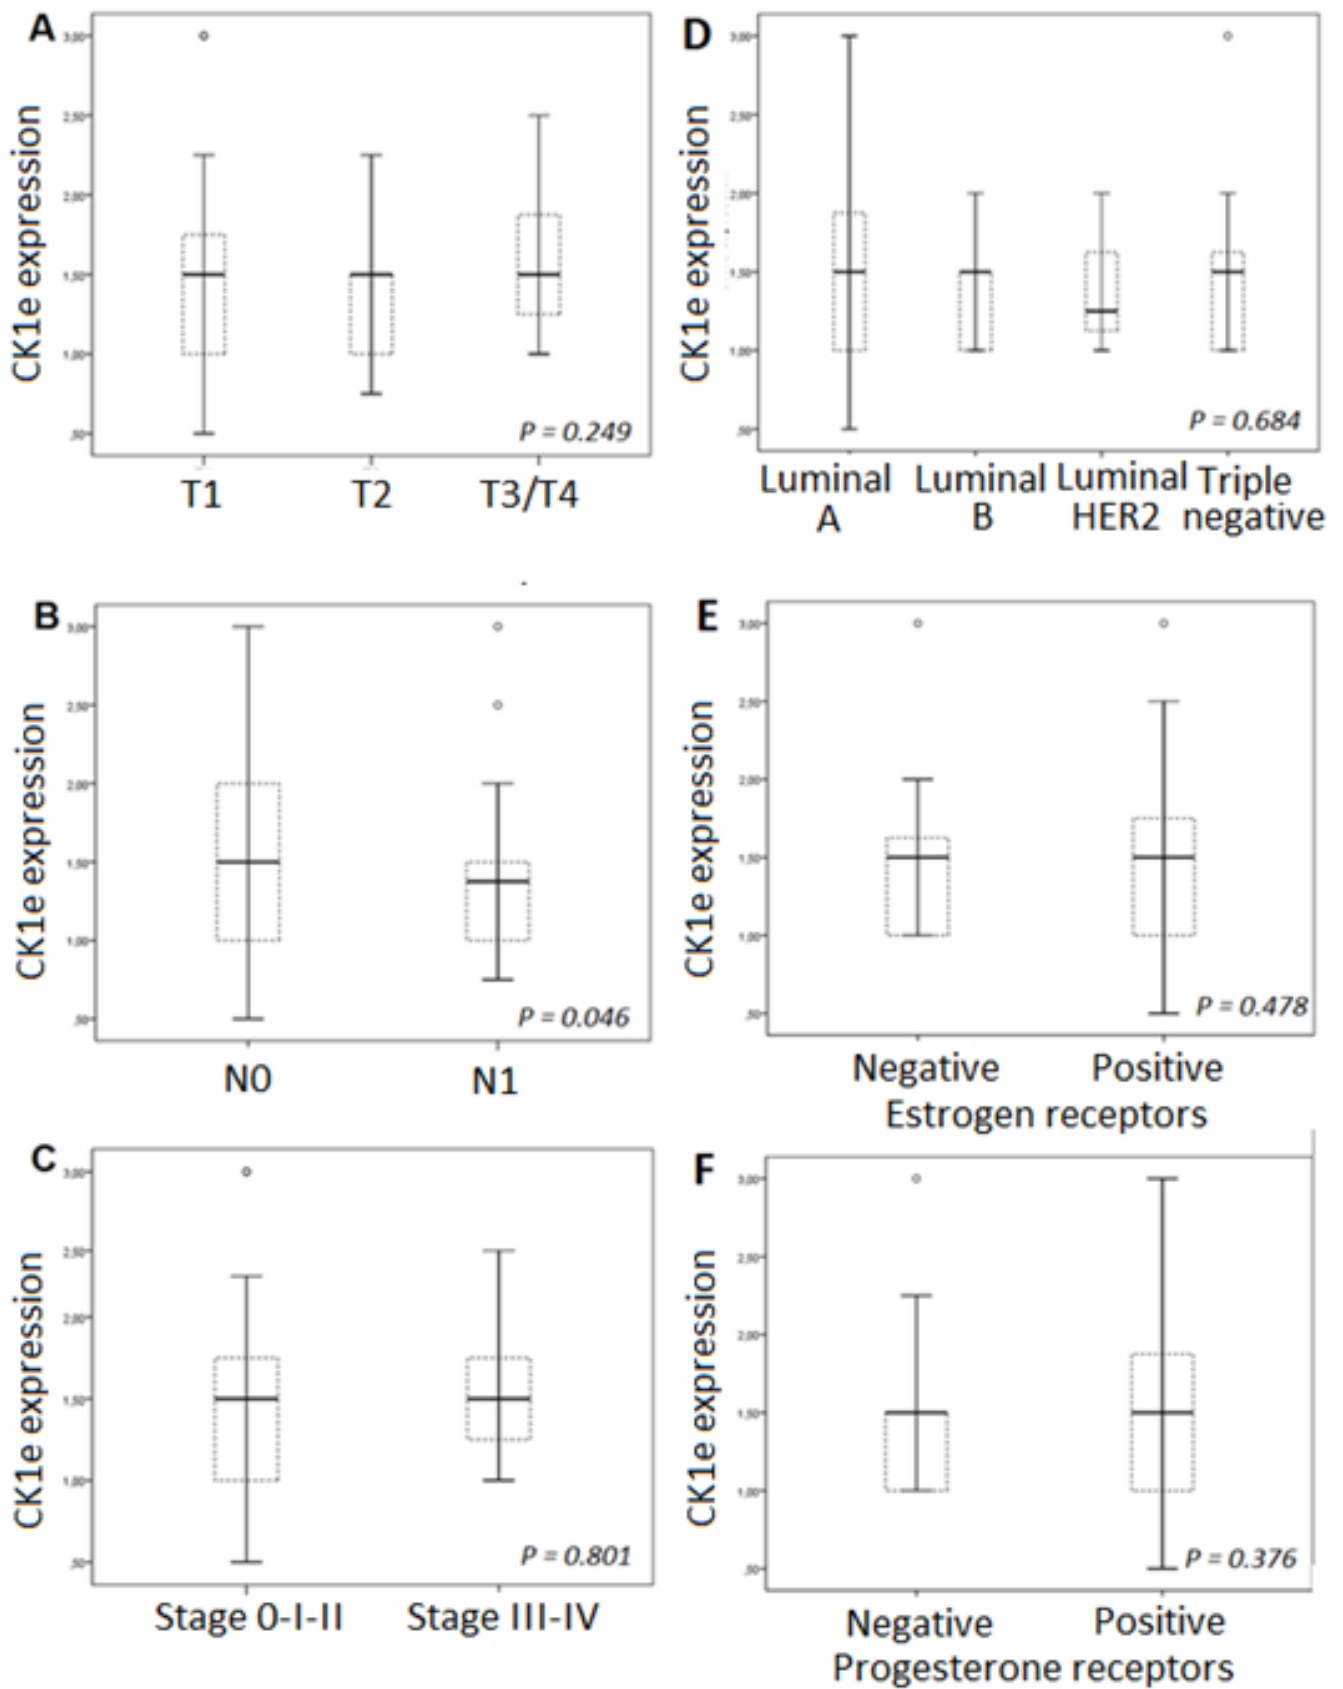 A
CK1e expression
3,00
2,50
2,00
1,50
1,00
,50
P = 0.249
T1 T2 T3/T4
D
CK1e expression
3,00
2,50
2,00
1,50
1,00
,50
P = 0.684
Luminal A
Luminal B
Luminal HER2
Triple negative
B
CK1e expression
3,00
2,50
2,00
1,50
1,00
,50
P = 0.046
N0 N1
E
CK1e expression
3,00
2,50
2,00
1,50
1,00
,50
P = 0.478
Negative Positive
Estrogen receptors
C
CK1e expression
3,00
2,50
2,00
1,50
1,00
,50
P = 0.801
Stage 0-I-II Stage III-IV
F
CK1e expression
3,00
2,50
2,00
1,50
1,00
,50
P = 0.376
Negative Positive
Progesterone receptors